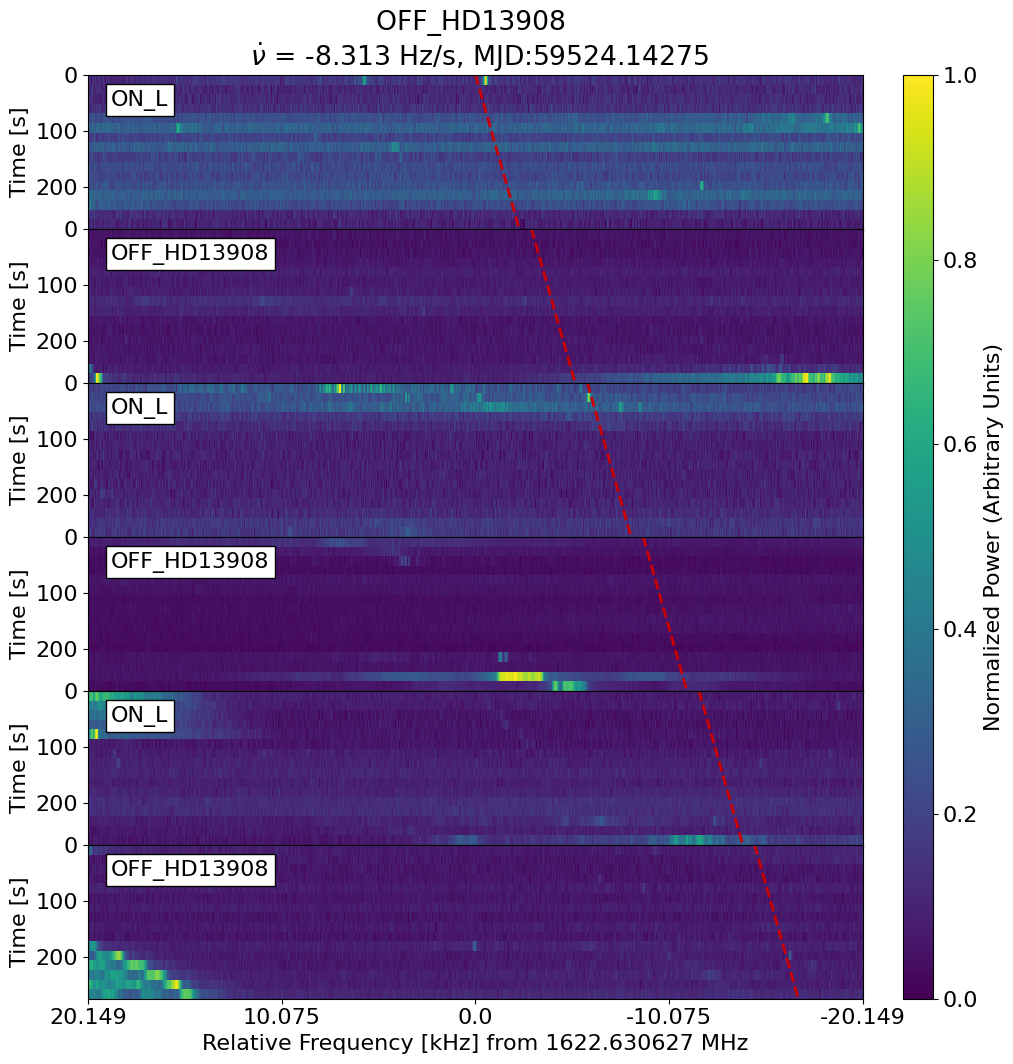 OFF_HD13908
ν̇ = -8.313 Hz/s, MJD:59524.14275
ON_L
OFF_HD13908
ON_L
OFF_HD13908
ON_L
OFF_HD13908
Time [s]
0
100
200
Time [s]
0
100
200
Time [s]
0
100
200
Time [s]
0
100
200
Time [s]
0
100
200
Time [s]
0
100
200
20.149 10.075 0.0 -10.075 -20.149
Relative Frequency [kHz] from 1622.630627 MHz
1.0
0.8
0.6
0.4
0.2
0.0
Normalized Power (Arbitrary Units)